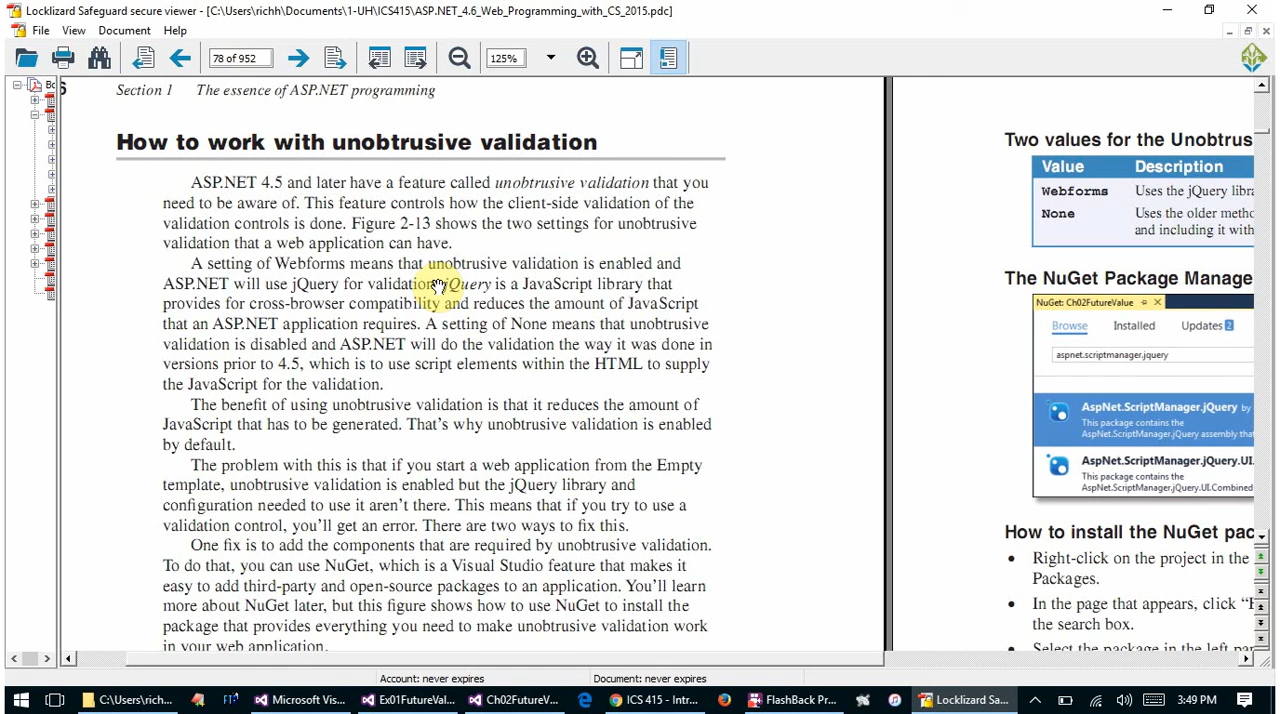 Locklizard Safeguard secure viewer - [C:\Users\richh\Documents\1-UH\ICS415\ASP.NET_4.6_Web_Programming_with_CS_2015.pdc]
File View Document Help
78 of 952
125%
Section 1 The essence of ASP.NET programming
How to work with unobtrusive validation
ASP.NET 4.5 and later have a feature called unobtrusive validation that you
need to be aware of. This feature controls how the client-side validation of the
validation controls is done. Figure 2-13 shows the two settings for unobtrusive
validation that a web application can have.
A setting of Webforms means that unobtrusive validation is enabled and
ASP.NET will use jQuery for validation. jQuery is a JavaScript library that
provides for cross-browser compatibility and reduces the amount of JavaScript
that an ASP.NET application requires. A setting of None means that unobtrusive
validation is disabled and ASP.NET will do the validation the way it was done in
versions prior to 4.5, which is to use script elements within the HTML to supply
the JavaScript for the validation.
The benefit of using unobtrusive validation is that it reduces the amount of
JavaScript that has to be generated. That's why unobtrusive validation is enabled
by default.
The problem with this is that if you start a web application from the Empty
template, unobtrusive validation is enabled but the jQuery library and
configuration needed to use it aren't there. This means that if you try to use a
validation control, you'll get an error. There are two ways to fix this.
One fix is to add the components that are required by unobtrusive validation.
To do that, you can use NuGet, which is a Visual Studio feature that makes it
easy to add third-party and open-source packages to an application. You'll learn
more about NuGet later, but this figure shows how to use NuGet to install the
package that provides everything you need to make unobtrusive validation work
in your web application.
Two values for the Unobtrus
Value Description
Webforms Uses the jQuery libra
None Uses the older metho
and including it with
The NuGet Package Manage
NuGet: Ch02FutureValue
Browse Installed Updates 2
aspnet.scriptmanager.jquery
AspNet.ScriptManager.jQuery by
This package contains the
AspNet.ScriptManager.jQuery assembly that
AspNet.ScriptManager.jQuery.UI.
This package contains the
AspNet.ScriptManager.jQuery.UI.Combined
How to install the NuGet pac
• Right-click on the project in the
Packages.
• In the page that appears, click "B
the search box.
• Select the package in the left pa
Account: never expires Document: never expires
C:\Users\rich... Microsoft Vis... Ex01FutureVal... Ch02FutureV... ICS 415 - Intr... FlashBack Pr... Locklizard Sa... 3:49 PM